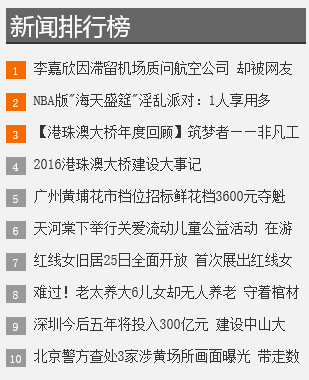 新闻排行榜
1 李嘉欣因滞留机场质问航空公司 却被网友
2 NBA版"海天盛筵"淫乱派对：1人享用多
3 【港珠澳大桥年度回顾】筑梦者——非凡工
4 2016港珠澳大桥建设大事记
5 广州黄埔花市档位招标鲜花档3600元夺魁
6 天河棠下举行关爱流动儿童公益活动 在游
7 红线女旧居25日全面开放 首次展出红线女
8 难过！老太养大6儿女却无人养老 守着棺材
9 深圳今后五年将投入300亿元 建设中山大
10 北京警方查处3家涉黄场所画面曝光 带走数